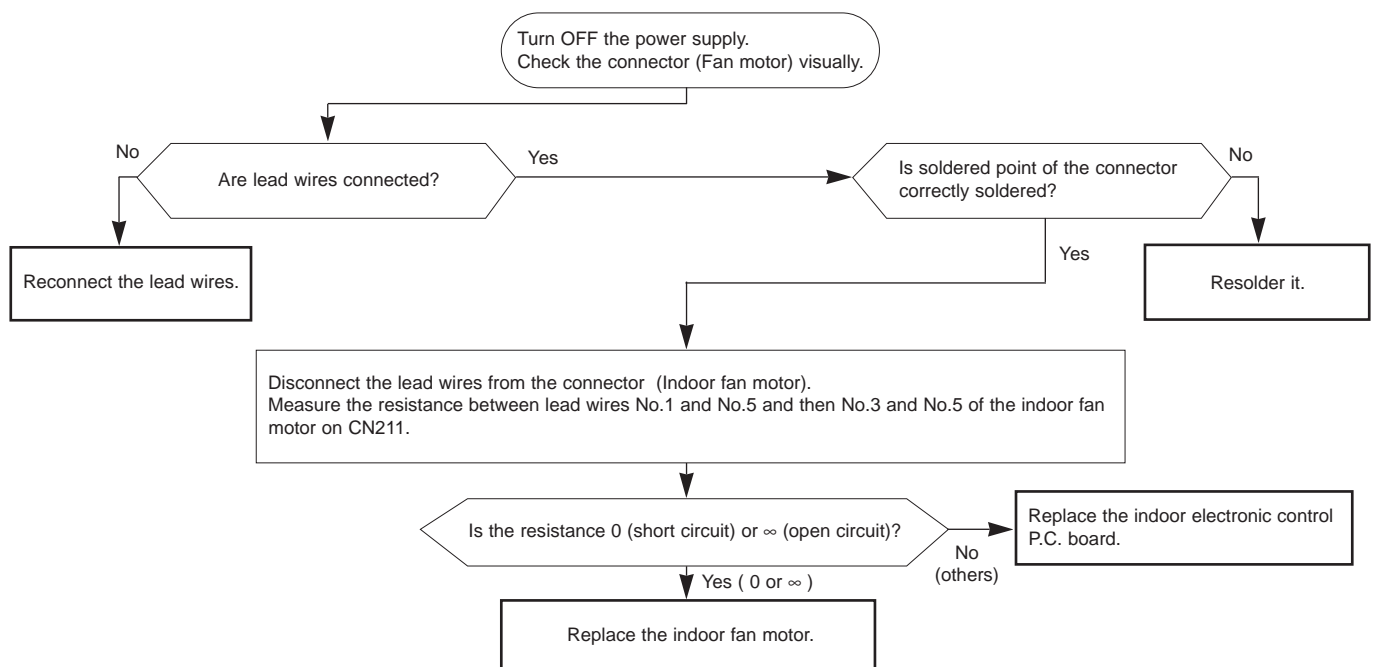 Turn OFF the power supply.
Check the connector (Fan motor) visually.
No
Are lead wires connected?
Yes
Is soldered point of the connector
correctly soldered?
No
Reconnect the lead wires.
Yes
Resolder it.
Disconnect the lead wires from the connector (Indoor fan motor).
Measure the resistance between lead wires No.1 and No.5 and then No.3 and No.5 of the indoor fan
motor on CN211.
Is the resistance 0 (short circuit) or ∞ (open circuit)?
No
(others)
Replace the indoor electronic control
P.C. board.
Yes ( 0 or ∞ )
Replace the indoor fan motor.